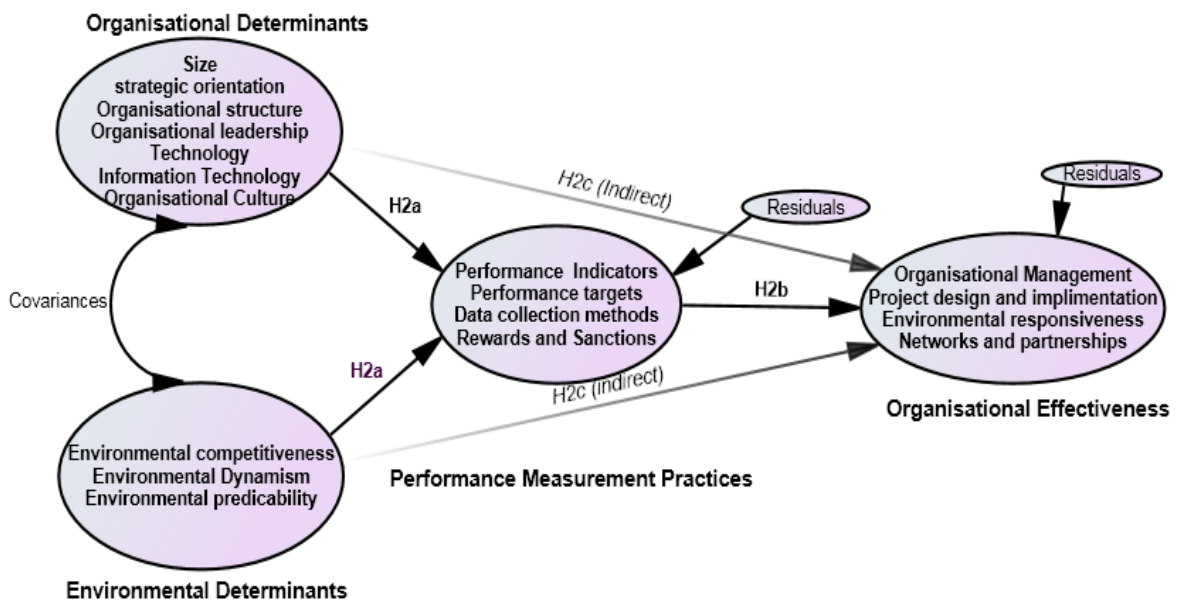 Organisational Determinants
Size
strategic orientation
Organisational structure
Organisational leadership
Technology
Information Technology
Organisational Culture
H2c (Indirect)
Residuals
H2a
Residuals
Covariances
Performance Indicators
Performance targets
Data collection methods
Rewards and Sanctions
H2b
Organisational Management
Project design and implimentation
Environmental responsiveness
Networks and partnerships
H2a
H2c (indirect)
Organisational Effectiveness
Environmental competitiveness
Environmental Dynamism
Environmental predicability
Performance Measurement Practices
Environmental Determinants